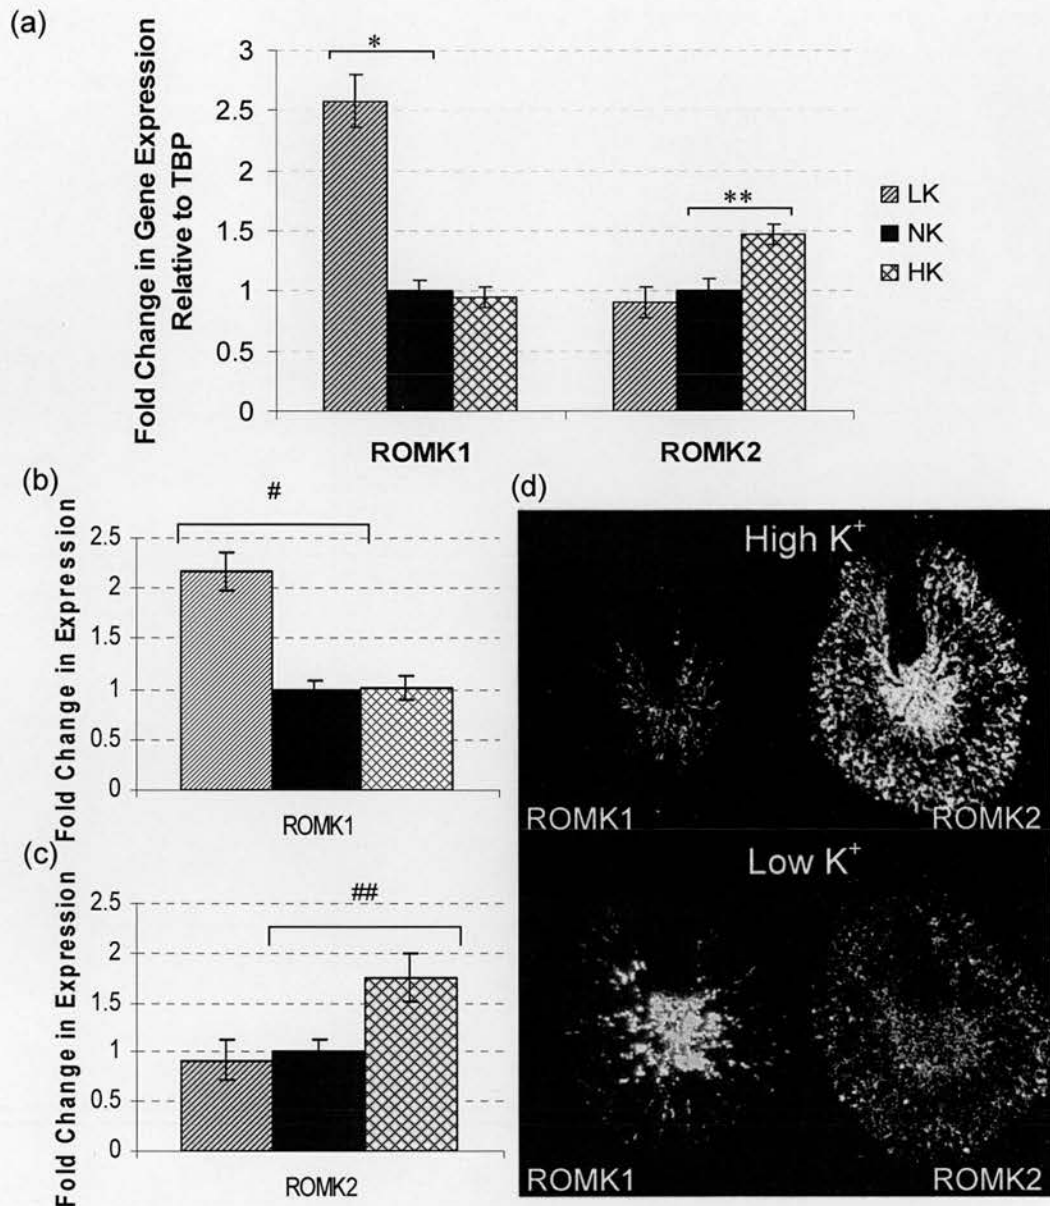 (a)
Fold Change in Gene Expression
Relative to TBP
3
2.5
2
1.5
1
0.5
0
*
**
ROMK1
ROMK2
LK
NK
HK
(b)
Fold Change in Expression
2.5
2
1.5
1
0.5
0
#
ROMK1
(c)
Fold Change in Expression
2.5
2
1.5
1
0.5
0
##
ROMK2
(d)
High K+
ROMK1
ROMK2
Low K+
ROMK1
ROMK2